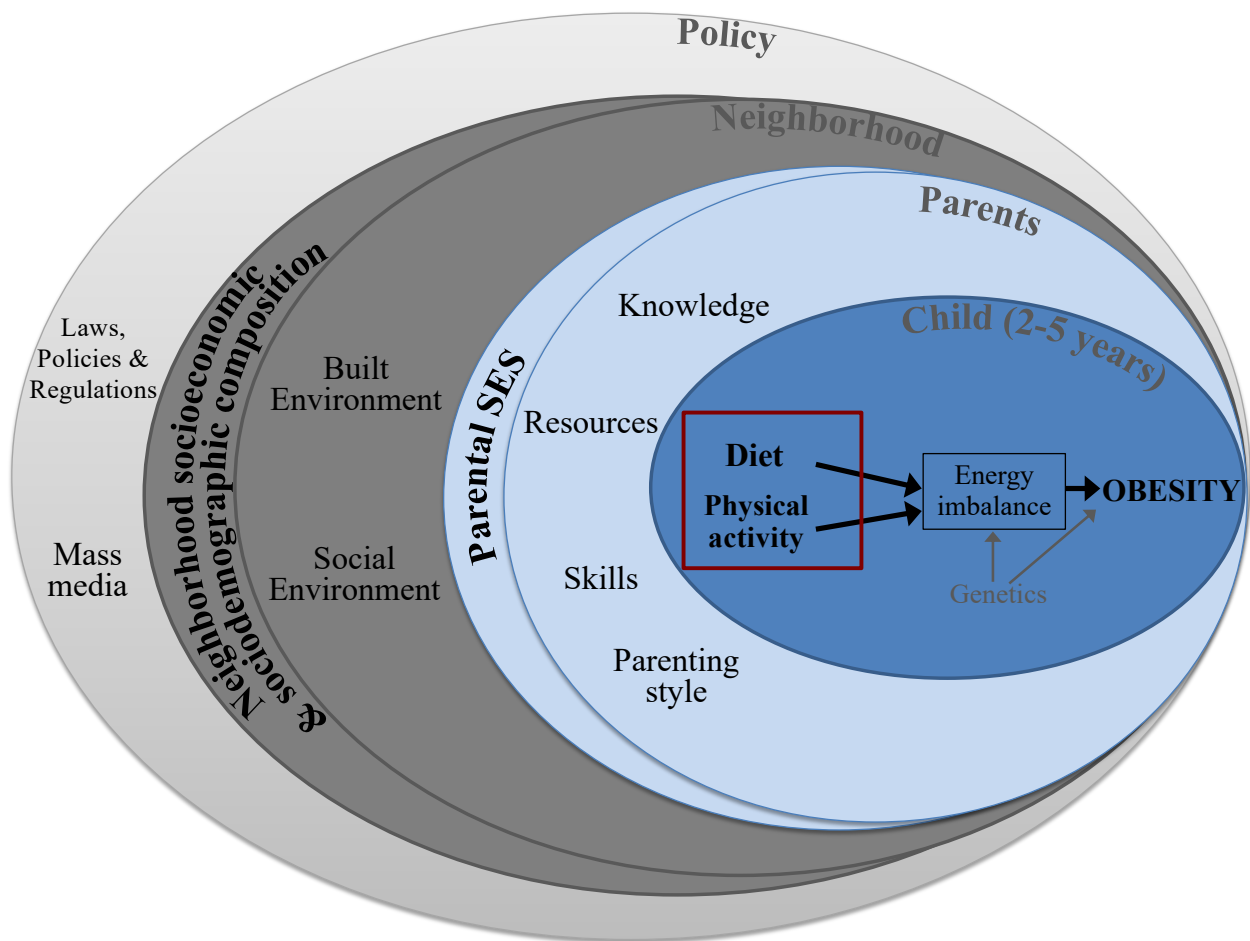 Policy
Neighborhood
Parents
Child (2-5 years)
Laws,
Policies &
Regulations
Mass
media
Neighborhood socioeconomic
& sociodemographic composition
Built
Environment
Social
Environment
Parental SES
Knowledge
Resources
Skills
Parenting
style
Diet
Physical
activity
Energy
imbalance
OBESITY
Genetics